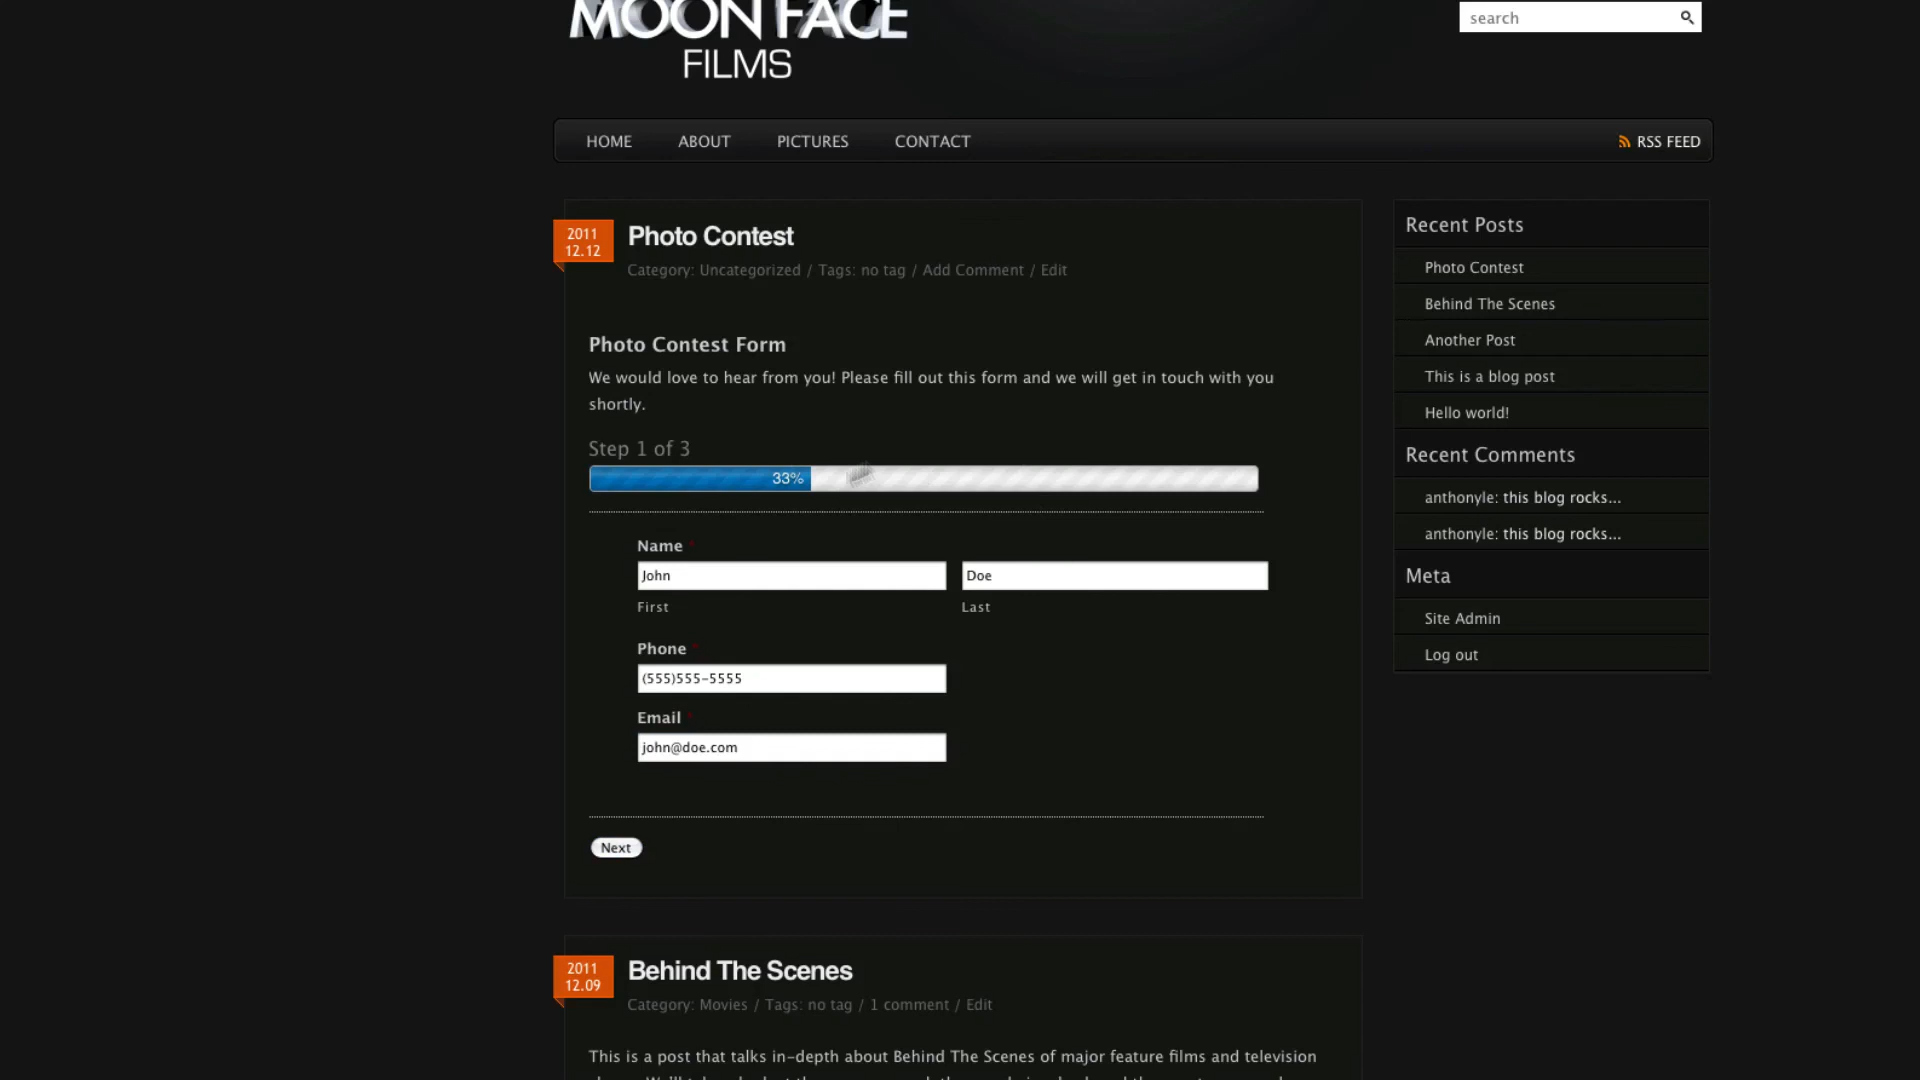 MOON FACE
FILMS
search
HOME ABOUT PICTURES CONTACT RSS FEED
2011
12.12
Photo Contest
Category: Uncategorized / Tags: no tag / Add Comment / Edit
Photo Contest Form
We would love to hear from you! Please fill out this form and we will get in touch with you
shortly.
Step 1 of 3
33%
Name *
John Doe
First Last
Phone *
(555)555-5555
Email *
john@doe.com
Next
2011
12.09
Behind The Scenes
Category: Movies / Tags: no tag / 1 comment / Edit
This is a post that talks in-depth about Behind The Scenes of major feature films and television
Recent Posts
Photo Contest
Behind The Scenes
Another Post
This is a blog post
Hello world!
Recent Comments
anthonyle: this blog rocks...
anthonyle: this blog rocks...
Meta
Site Admin
Log out